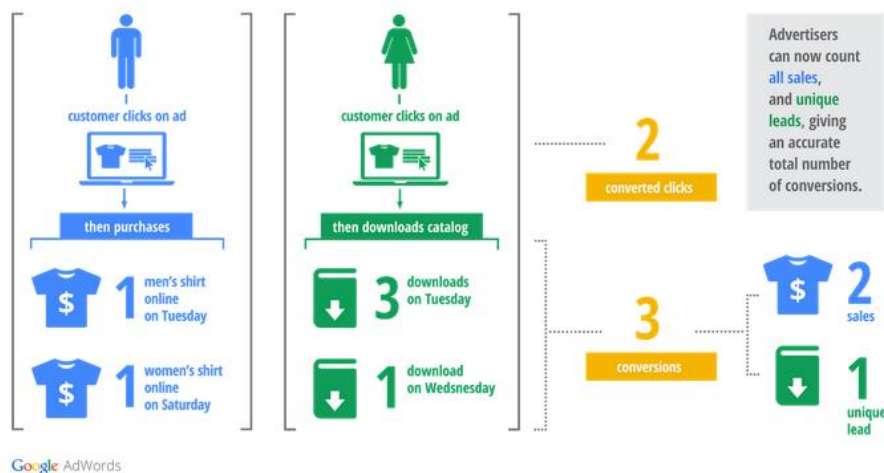 customer clicks on ad
then purchases
1 men's shirt
online
on Tuesday
1 women's shirt
online
on Saturday
customer clicks on ad
then downloads catalog
3 downloads
on Tuesday
1 download
on Wedsnesday
2
converted clicks
3
conversions
Advertisers
can now count
all sales,
and unique
leads, giving
an accurate
total number
of conversions.
$
2
sales
$
$
1
unique
lead
Google AdWords